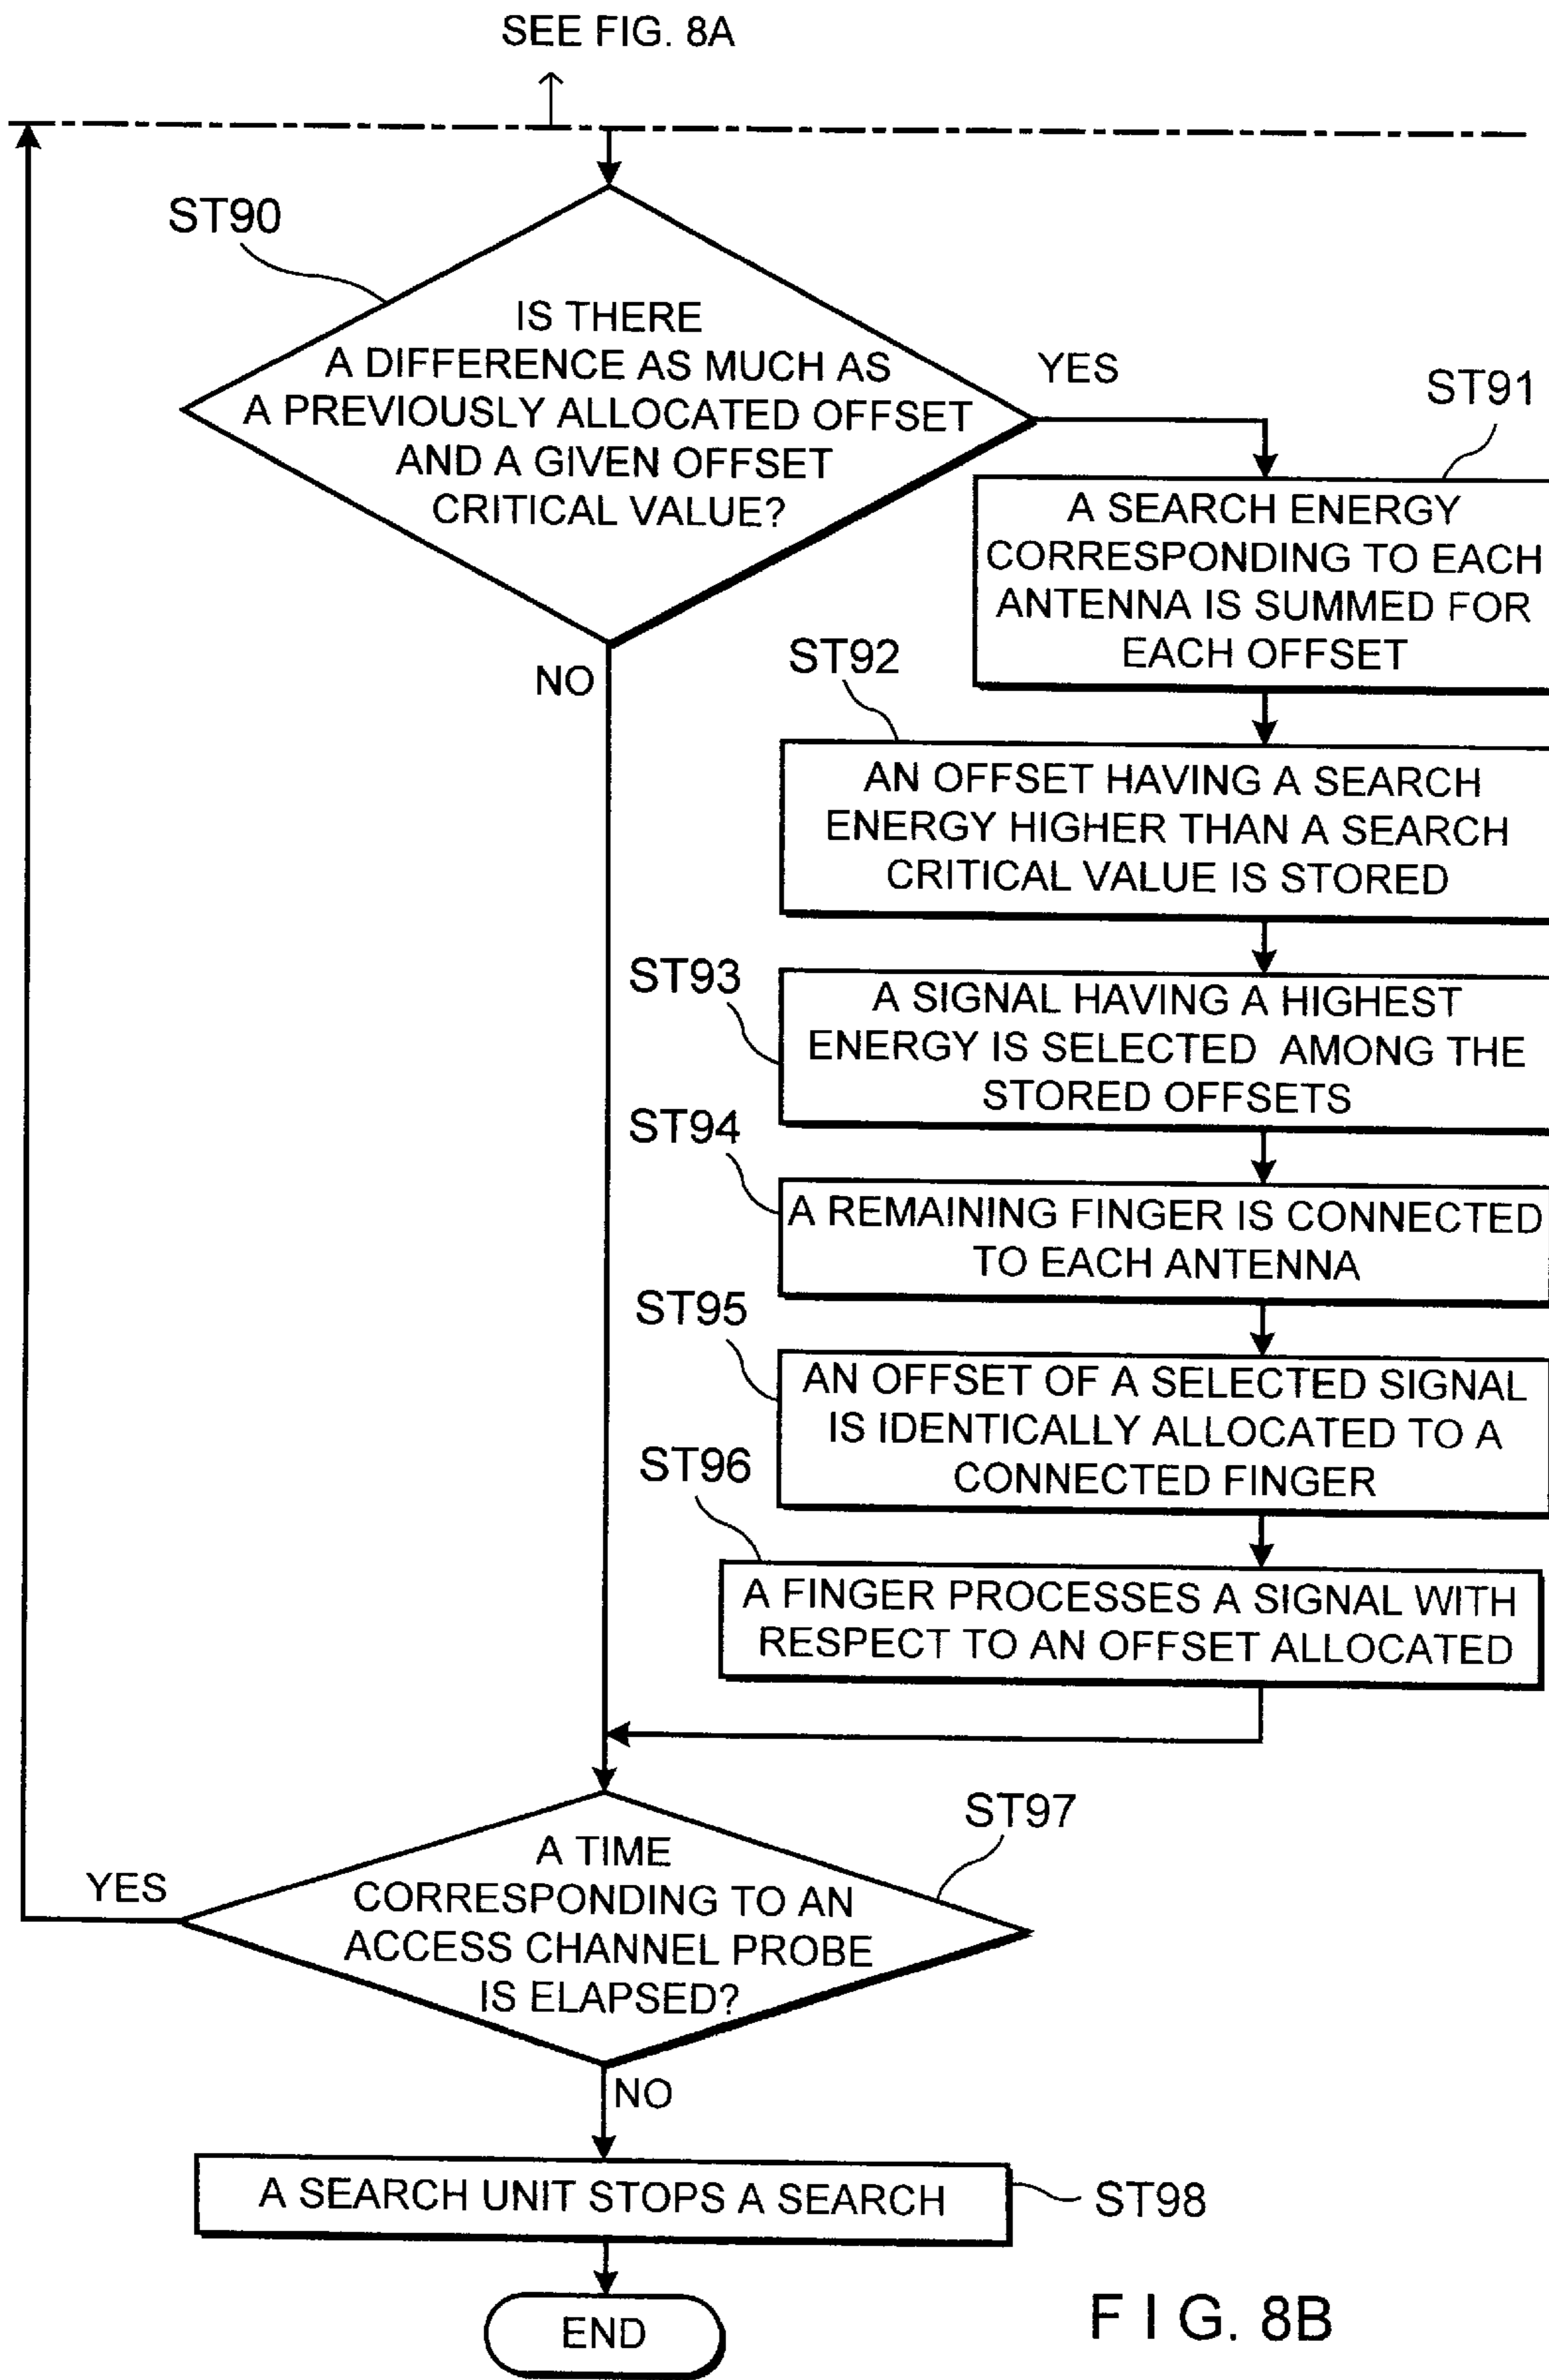 SEE FIG. 8A
ST90
IS THERE
A DIFFERENCE AS MUCH AS
A PREVIOUSLY ALLOCATED OFFSET
AND A GIVEN OFFSET
CRITICAL VALUE?
YES
NO
ST91
A SEARCH ENERGY
CORRESPONDING TO EACH
ANTENNA IS SUMMED FOR
EACH OFFSET
ST92
AN OFFSET HAVING A SEARCH
ENERGY HIGHER THAN A SEARCH
CRITICAL VALUE IS STORED
ST93
A SIGNAL HAVING A HIGHEST
ENERGY IS SELECTED AMONG THE
STORED OFFSETS
ST94
A REMAINING FINGER IS CONNECTED
TO EACH ANTENNA
ST95
AN OFFSET OF A SELECTED SIGNAL
IS IDENTICALLY ALLOCATED TO A
CONNECTED FINGER
ST96
A FINGER PROCESSES A SIGNAL WITH
RESPECT TO AN OFFSET ALLOCATED
ST97
A TIME
CORRESPONDING TO AN
ACCESS CHANNEL PROBE
IS ELAPSED?
YES
NO
A SEARCH UNIT STOPS A SEARCH
ST98
END
FIG. 8B